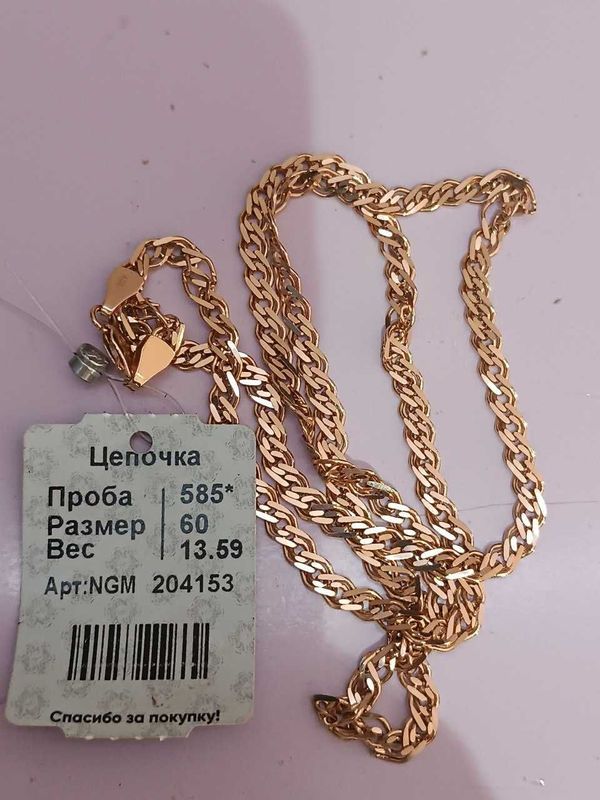 Цепочка
Проба 585*
Размер 60
Вес 13.59
Арт:NGM 204153
Спасибо за покупку!